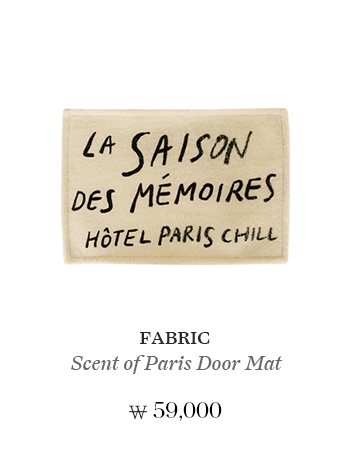 LA SAISON
DES MÉMOIRES
HÔTEL PARIS CHILL
FABRIC
Scent of Paris Door Mat
₩ 59,000